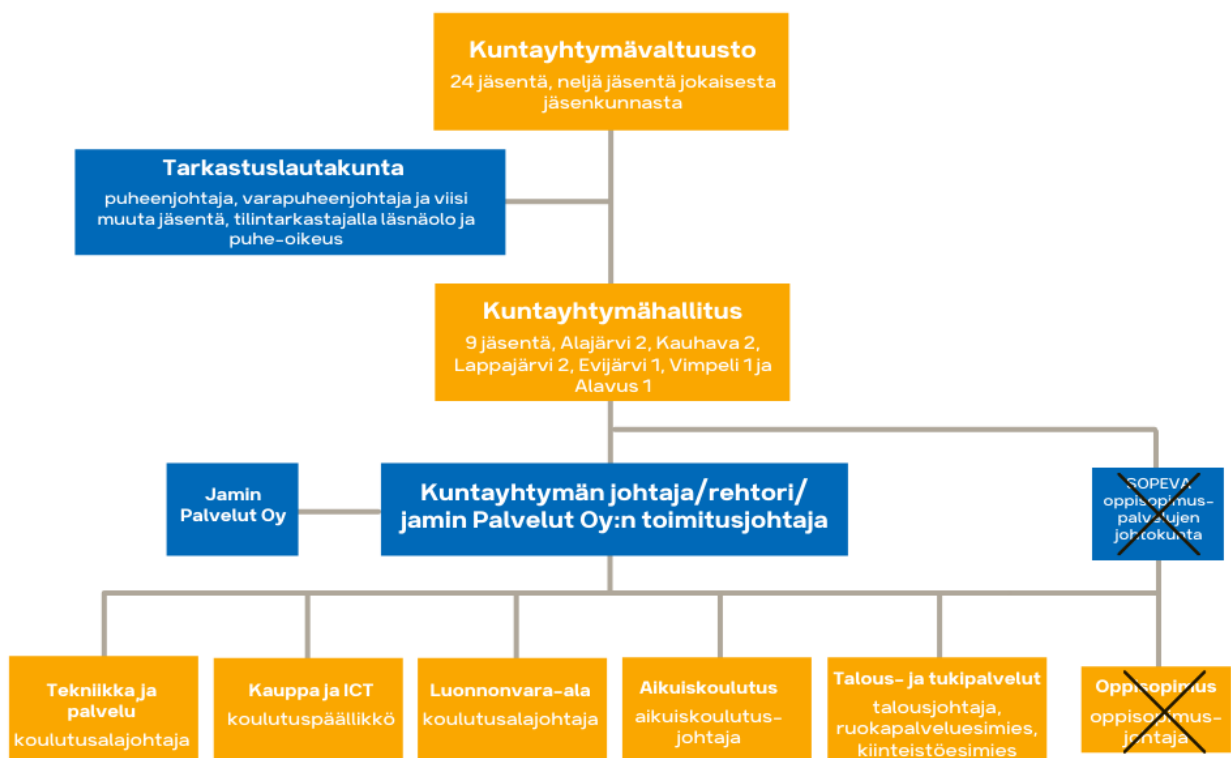 Kuntayhtymävaltuusto
24 jäsentä, neljä jäsentä jokaisesta
jäsenkunnasta
Tarkastuslautakunta
puheenjohtaja, varapuheenjohtaja ja viisi
muuta jäsentä, tilintarkastajalla läsnäolo ja
puhe-oikeus
Kuntayhtymähallitus
9 jäsentä, Alajärvi 2, Kauhava 2,
Lappajärvi 2, Evijärvi 1, Vimpeli 1 ja
Alavus 1
Jamin
Palvelut Oy
Kuntayhtymän johtaja/rehtori/
jamin Palvelut Oy:n toimitusjohtaja
SOPEVA
oppisopimus-
palvelujen
johtokunta
Tekniikka ja
palvelu
koulutusalajohtaja
Kauppa ja ICT
koulutuspäällikkö
Luonnonvara-ala
koulutusalajohtaja
Aikuiskoulutus
aikuiskoulutus-
johtaja
Talous- ja tukipalvelut
talousjohtaja,
ruokapalveluesimies,
kiinteistöesimies
Oppisopimus
oppisopimus-
johtaja